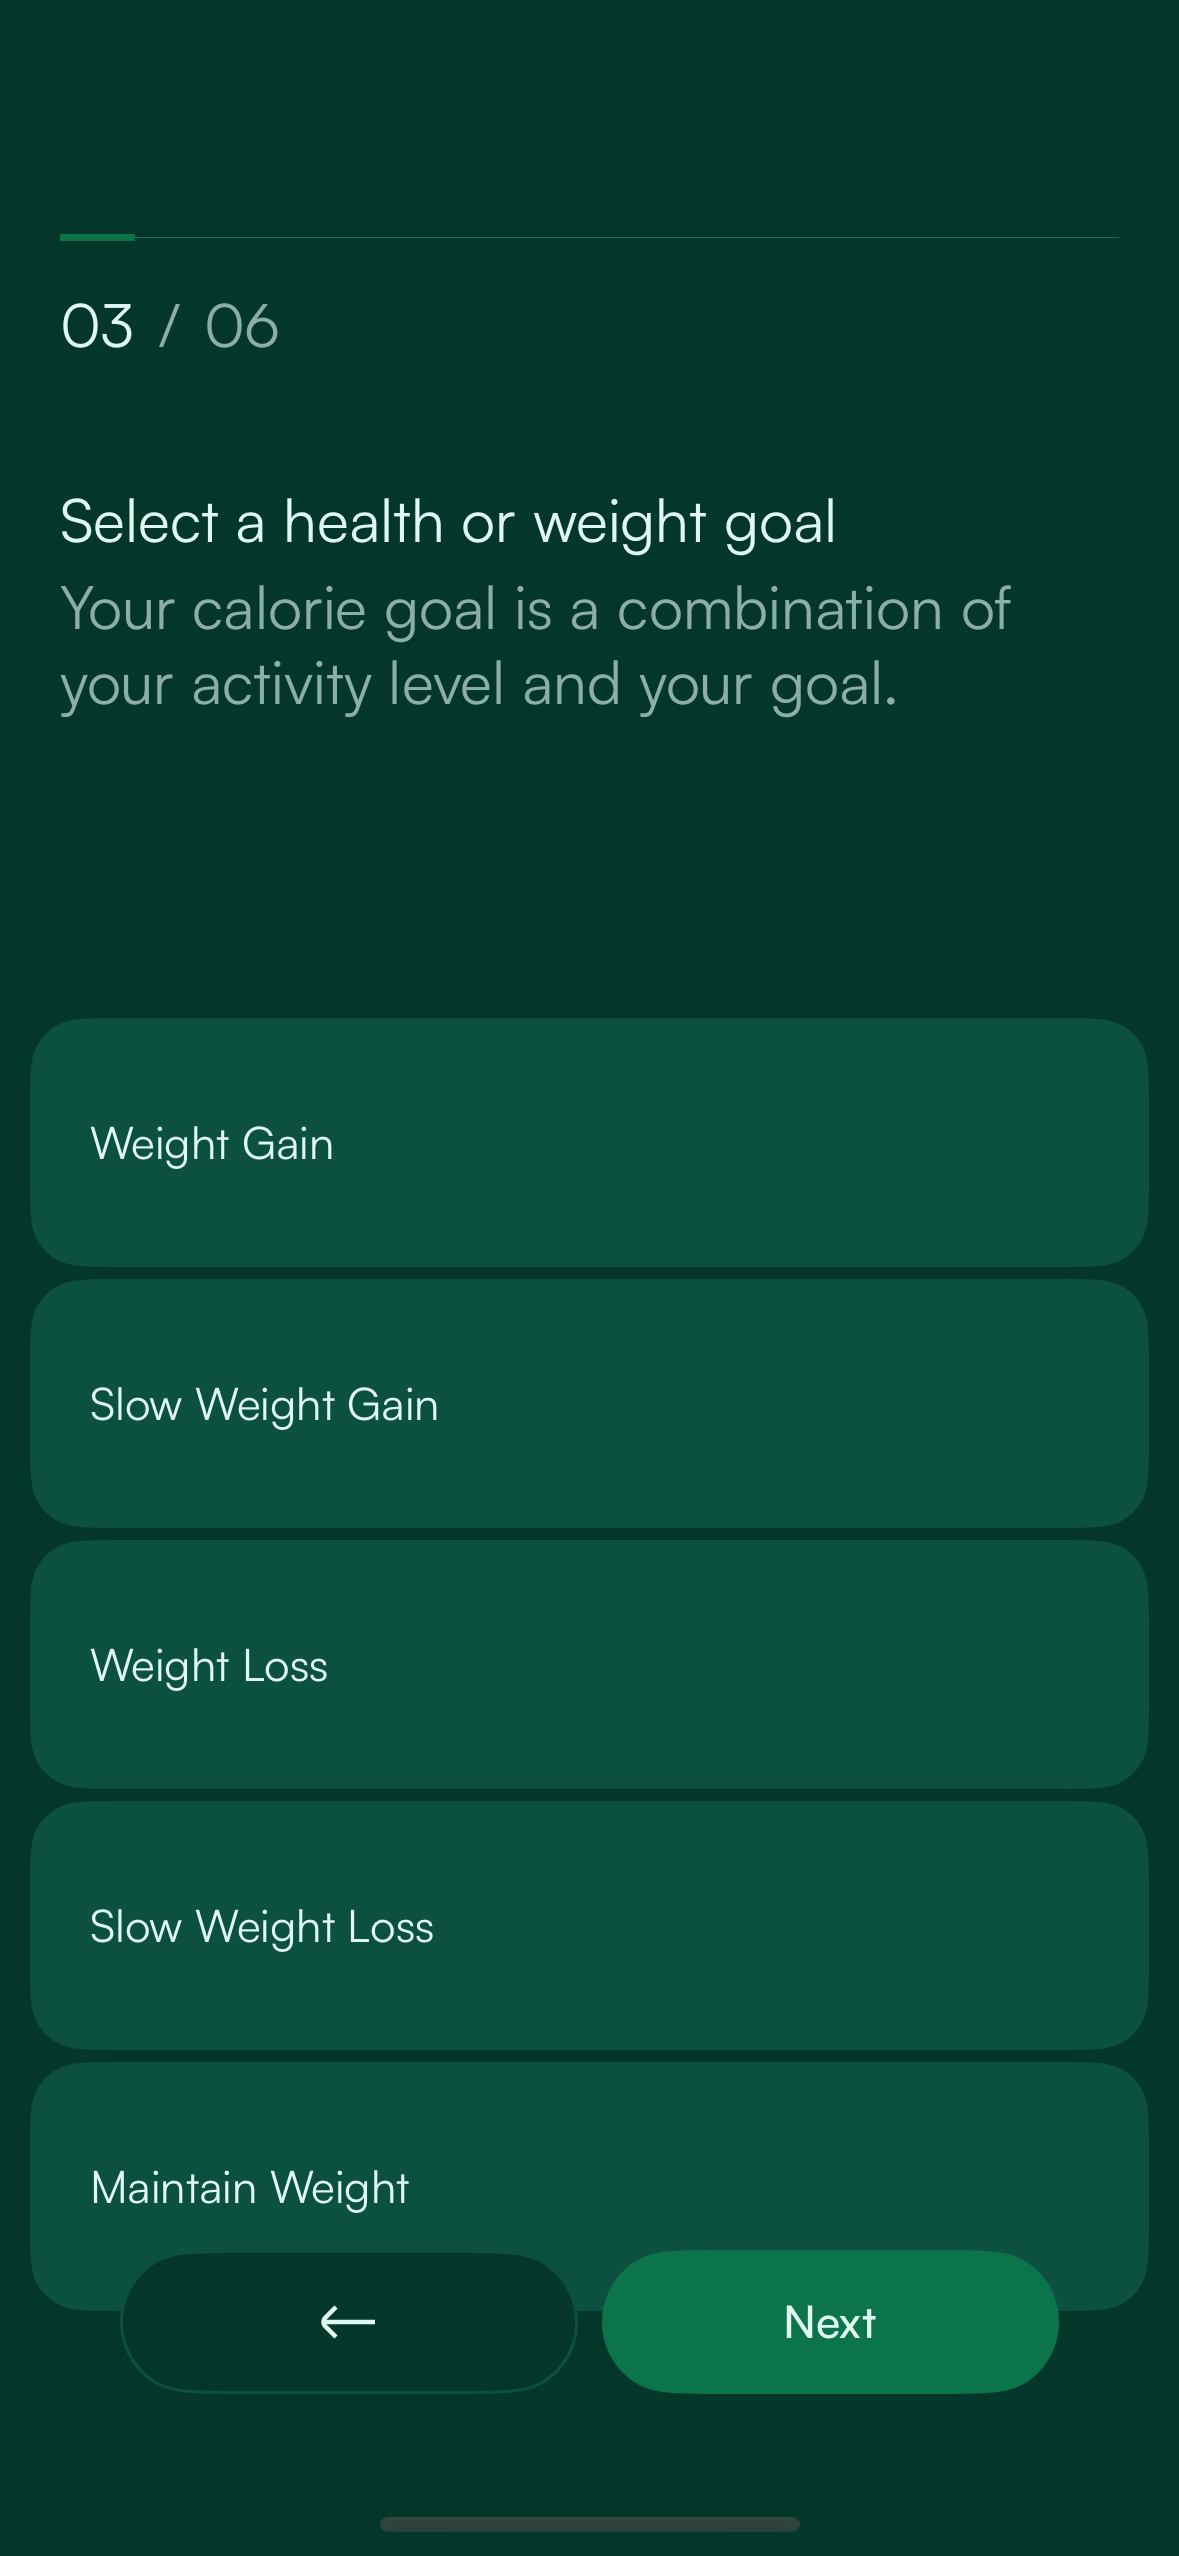 03 / 06
Select a health or weight goal
Your calorie goal is a combination of
your activity level and your goal.
Weight Gain
Slow Weight Gain
Weight Loss
Slow Weight Loss
Maintain Weight
Next